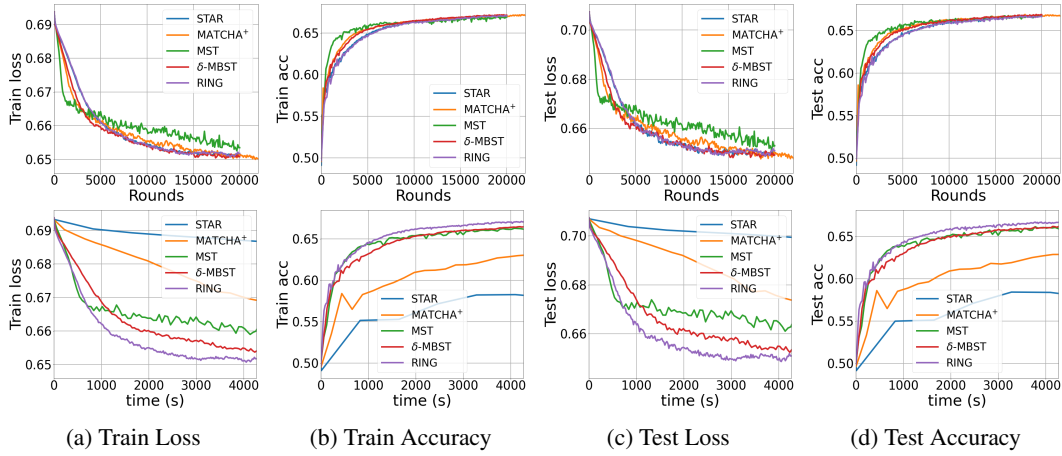 0.69
0.68
0.67
0.66
0.65
Train loss
STAR
MATCHA+
MST
δ-MBST
RING
0 5000 10000 15000 20000
Rounds
0.65
0.60
0.55
0.50
Train acc
STAR
MATCHA+
MST
δ-MBST
RING
0 5000 10000 15000 20000
Rounds
0.70
0.68
0.66
Test loss
STAR
MATCHA+
MST
δ-MBST
RING
0 5000 10000 15000 20000
Rounds
0.65
0.60
0.55
0.50
Test acc
STAR
MATCHA+
MST
δ-MBST
RING
0 5000 10000 15000 20000
Rounds
0.69
0.68
0.67
0.66
0.65
Train loss
STAR
MATCHA+
MST
δ-MBST
RING
0 1000 2000 3000 4000
time (s)
0.65
0.60
0.55
0.50
Train acc
STAR
MATCHA+
MST
δ-MBST
RING
0 1000 2000 3000 4000
time (s)
0.70
0.68
0.66
Test loss
STAR
MATCHA+
MST
δ-MBST
RING
0 1000 2000 3000 4000
time (s)
0.65
0.60
0.55
0.50
Test acc
STAR
MATCHA+
MST
δ-MBST
RING
0 1000 2000 3000 4000
time (s)
(a) Train Loss
(b) Train Accuracy
(c) Test Loss
(d) Test Accuracy